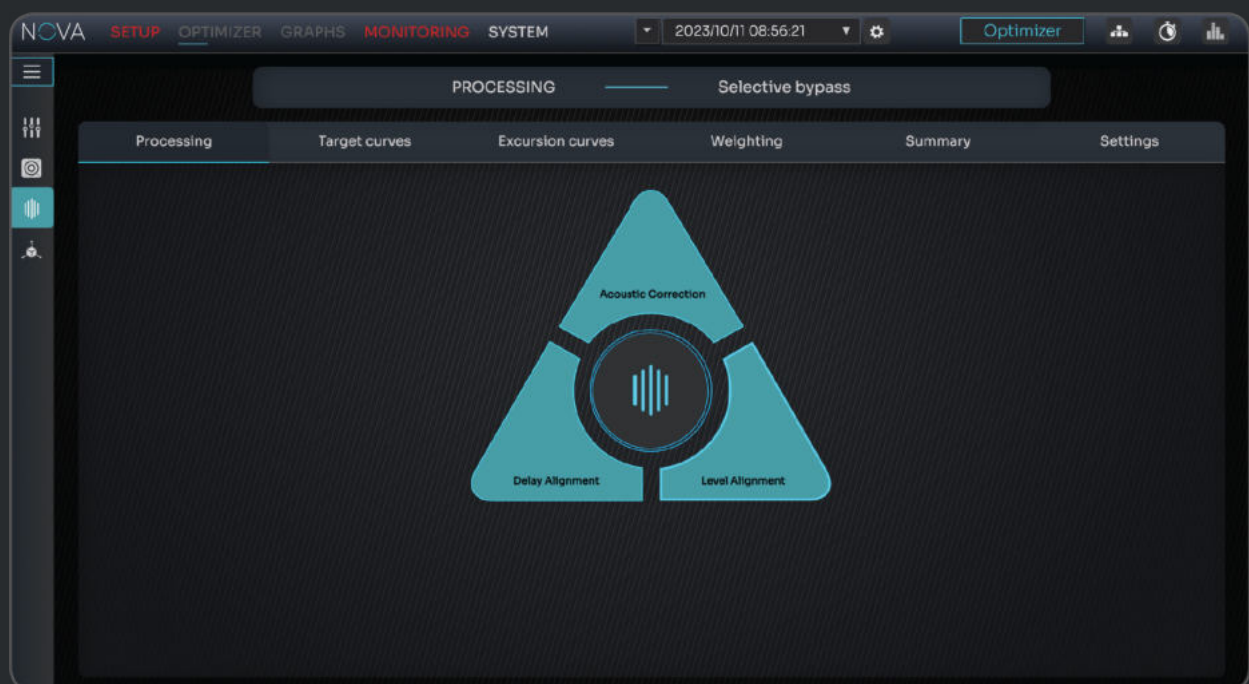 NOVA SETUP OPTIMIZER GRAPHS MONITORING SYSTEM 2023/10/11 08:56:21 Optimizer
PROCESSING Selective bypass
Processing Target curves Excursion curves Weighting Summary Settings
Acoustic Correction
Delay Alignment Level Alignment